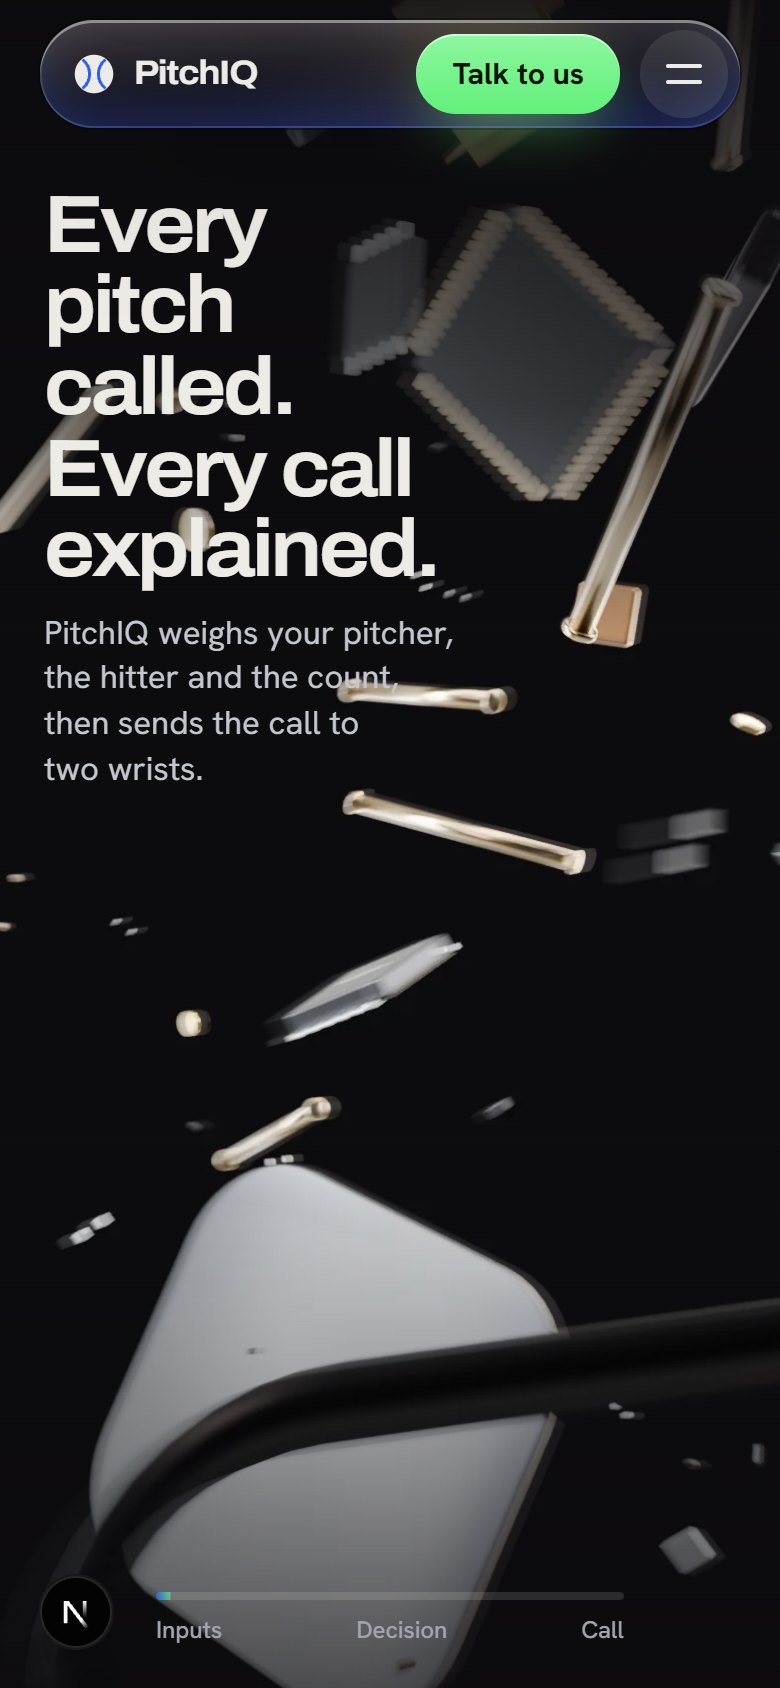 PitchIQ
Talk to us
Every
pitch
called.
Every call
explained.
PitchIQ weighs your pitcher,
the hitter and the count,
then sends the call to
two wrists.
N
Inputs Decision Call